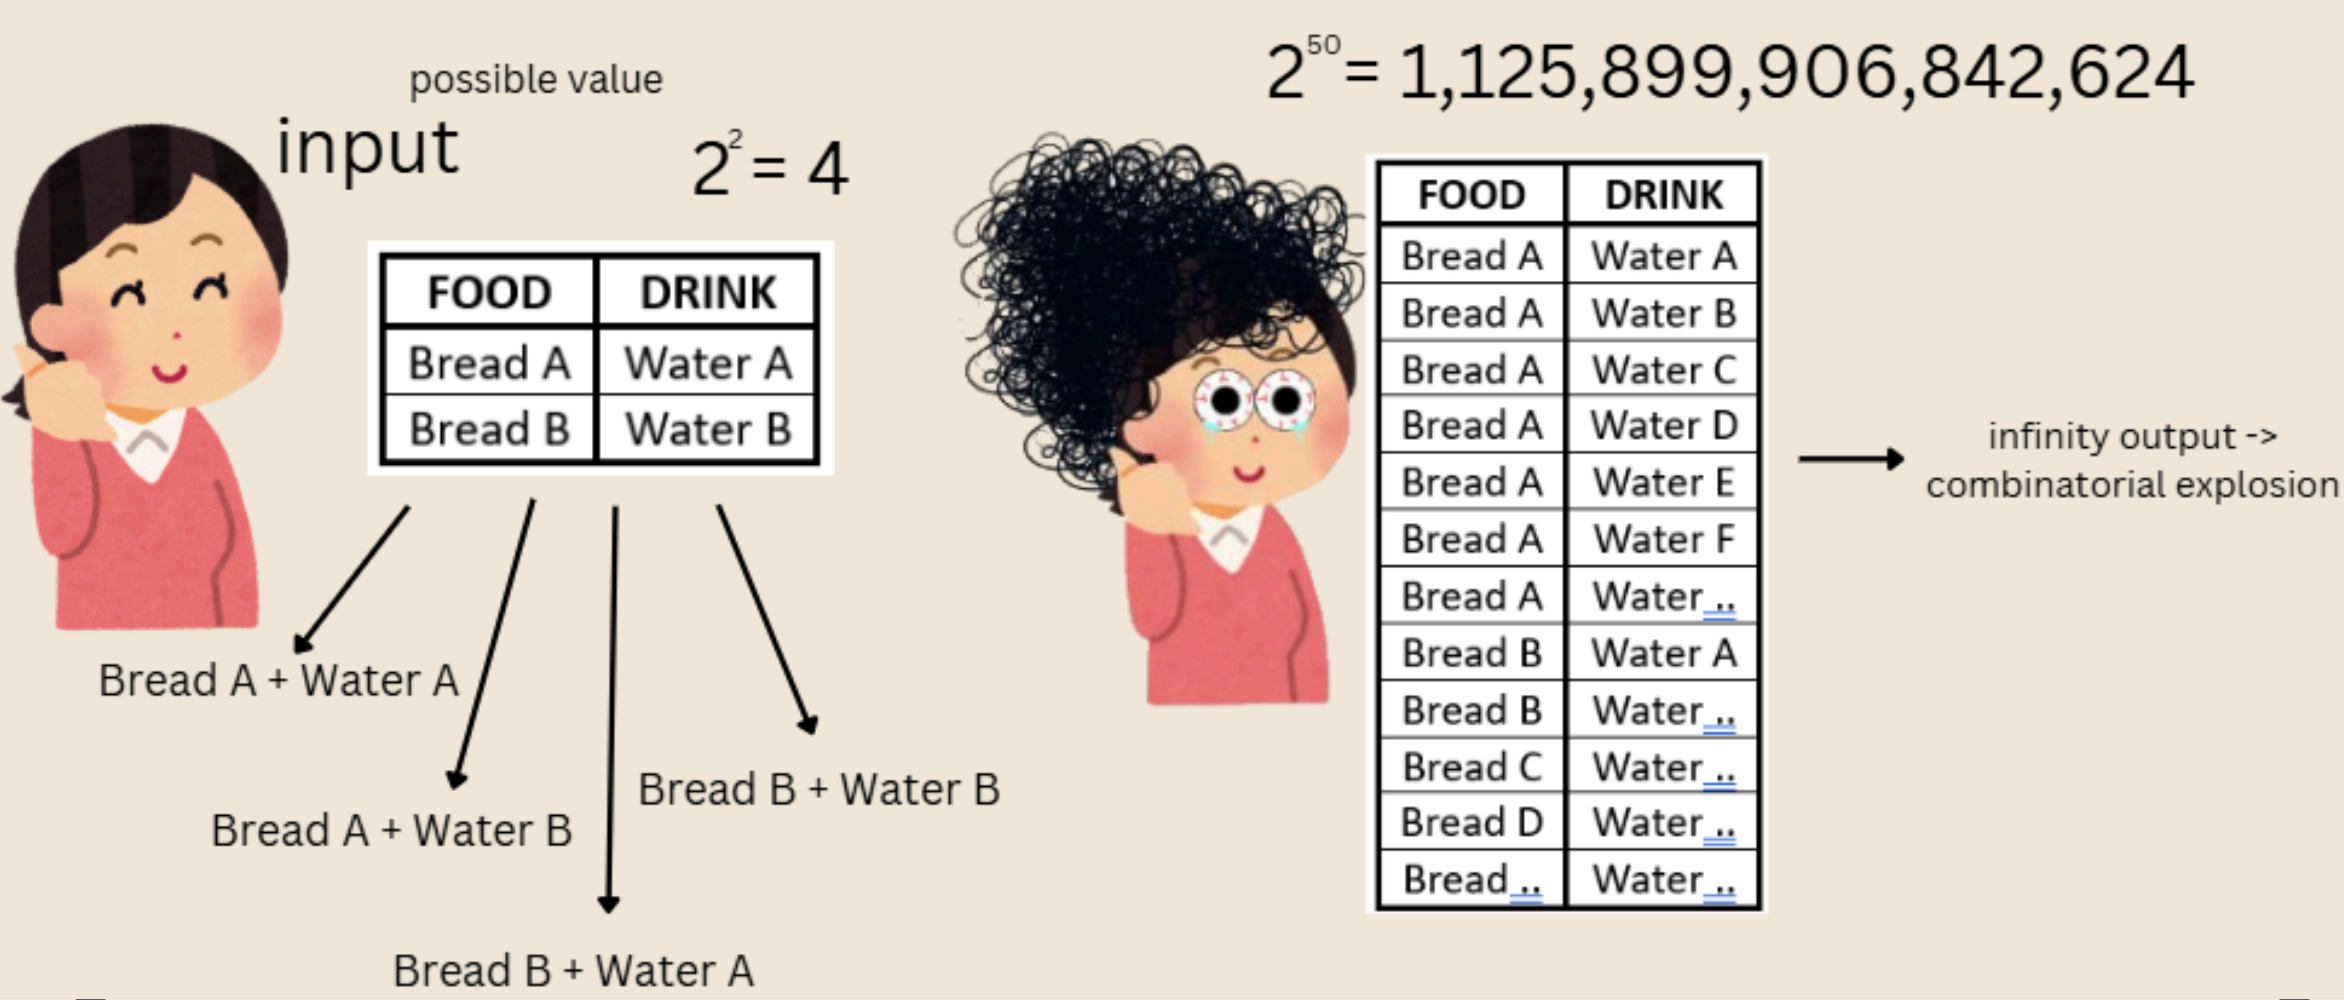 possible value
input
2² = 4
FOOD DRINK
Bread A Water A
Bread B Water B
Bread A + Water A
Bread A + Water B
Bread B + Water A
Bread B + Water B
2⁵⁰ = 1,125,899,906,842,624
FOOD DRINK
Bread A Water A
Bread A Water B
Bread A Water C
Bread A Water D
Bread A Water E
Bread A Water F
Bread A Water ..
Bread B Water A
Bread B Water ..
Bread C Water ..
Bread D Water ..
Bread .. Water ..
infinity output ->
combinatorial explosion